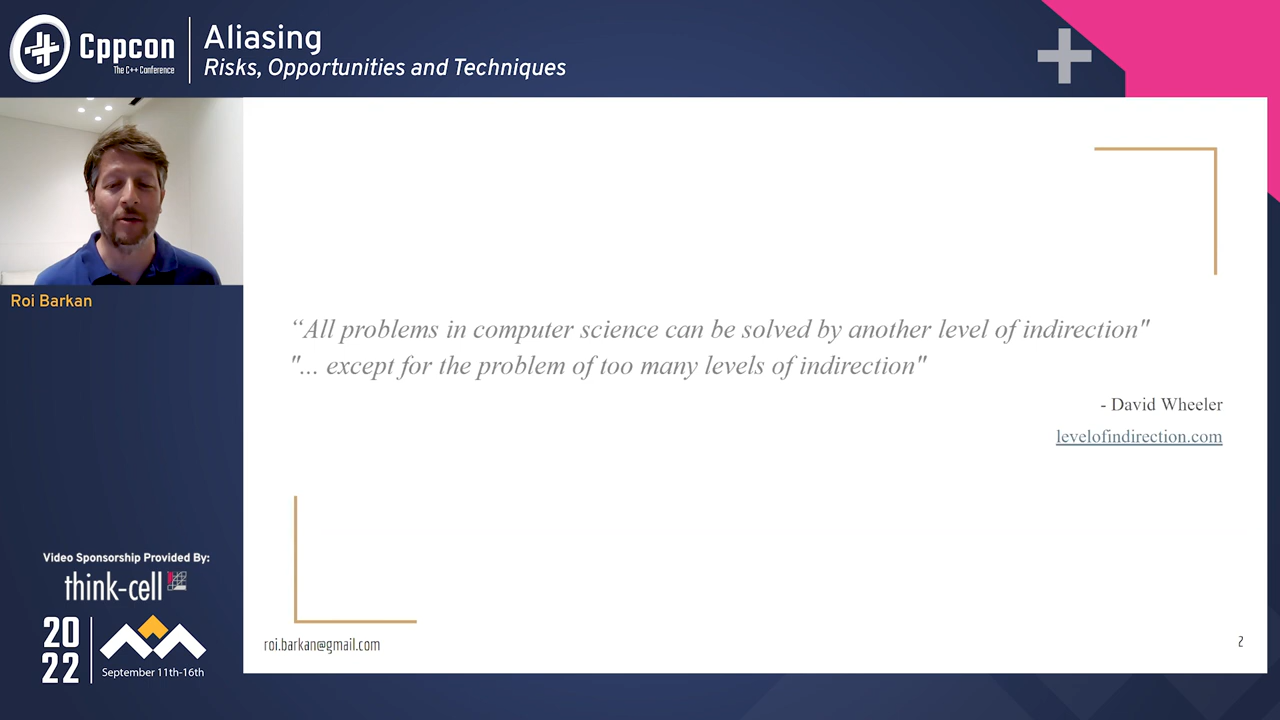 Cppcon
The C++ Conference
Aliasing
Risks, Opportunities and Techniques
Roi Barkan
“All problems in computer science can be solved by another level of indirection"
"... except for the problem of too many levels of indirection"
- David Wheeler
levelofindirection.com
Video Sponsorship Provided By:
think-cell
20
22
September 11th-16th
roi.barkan@gmail.com
2